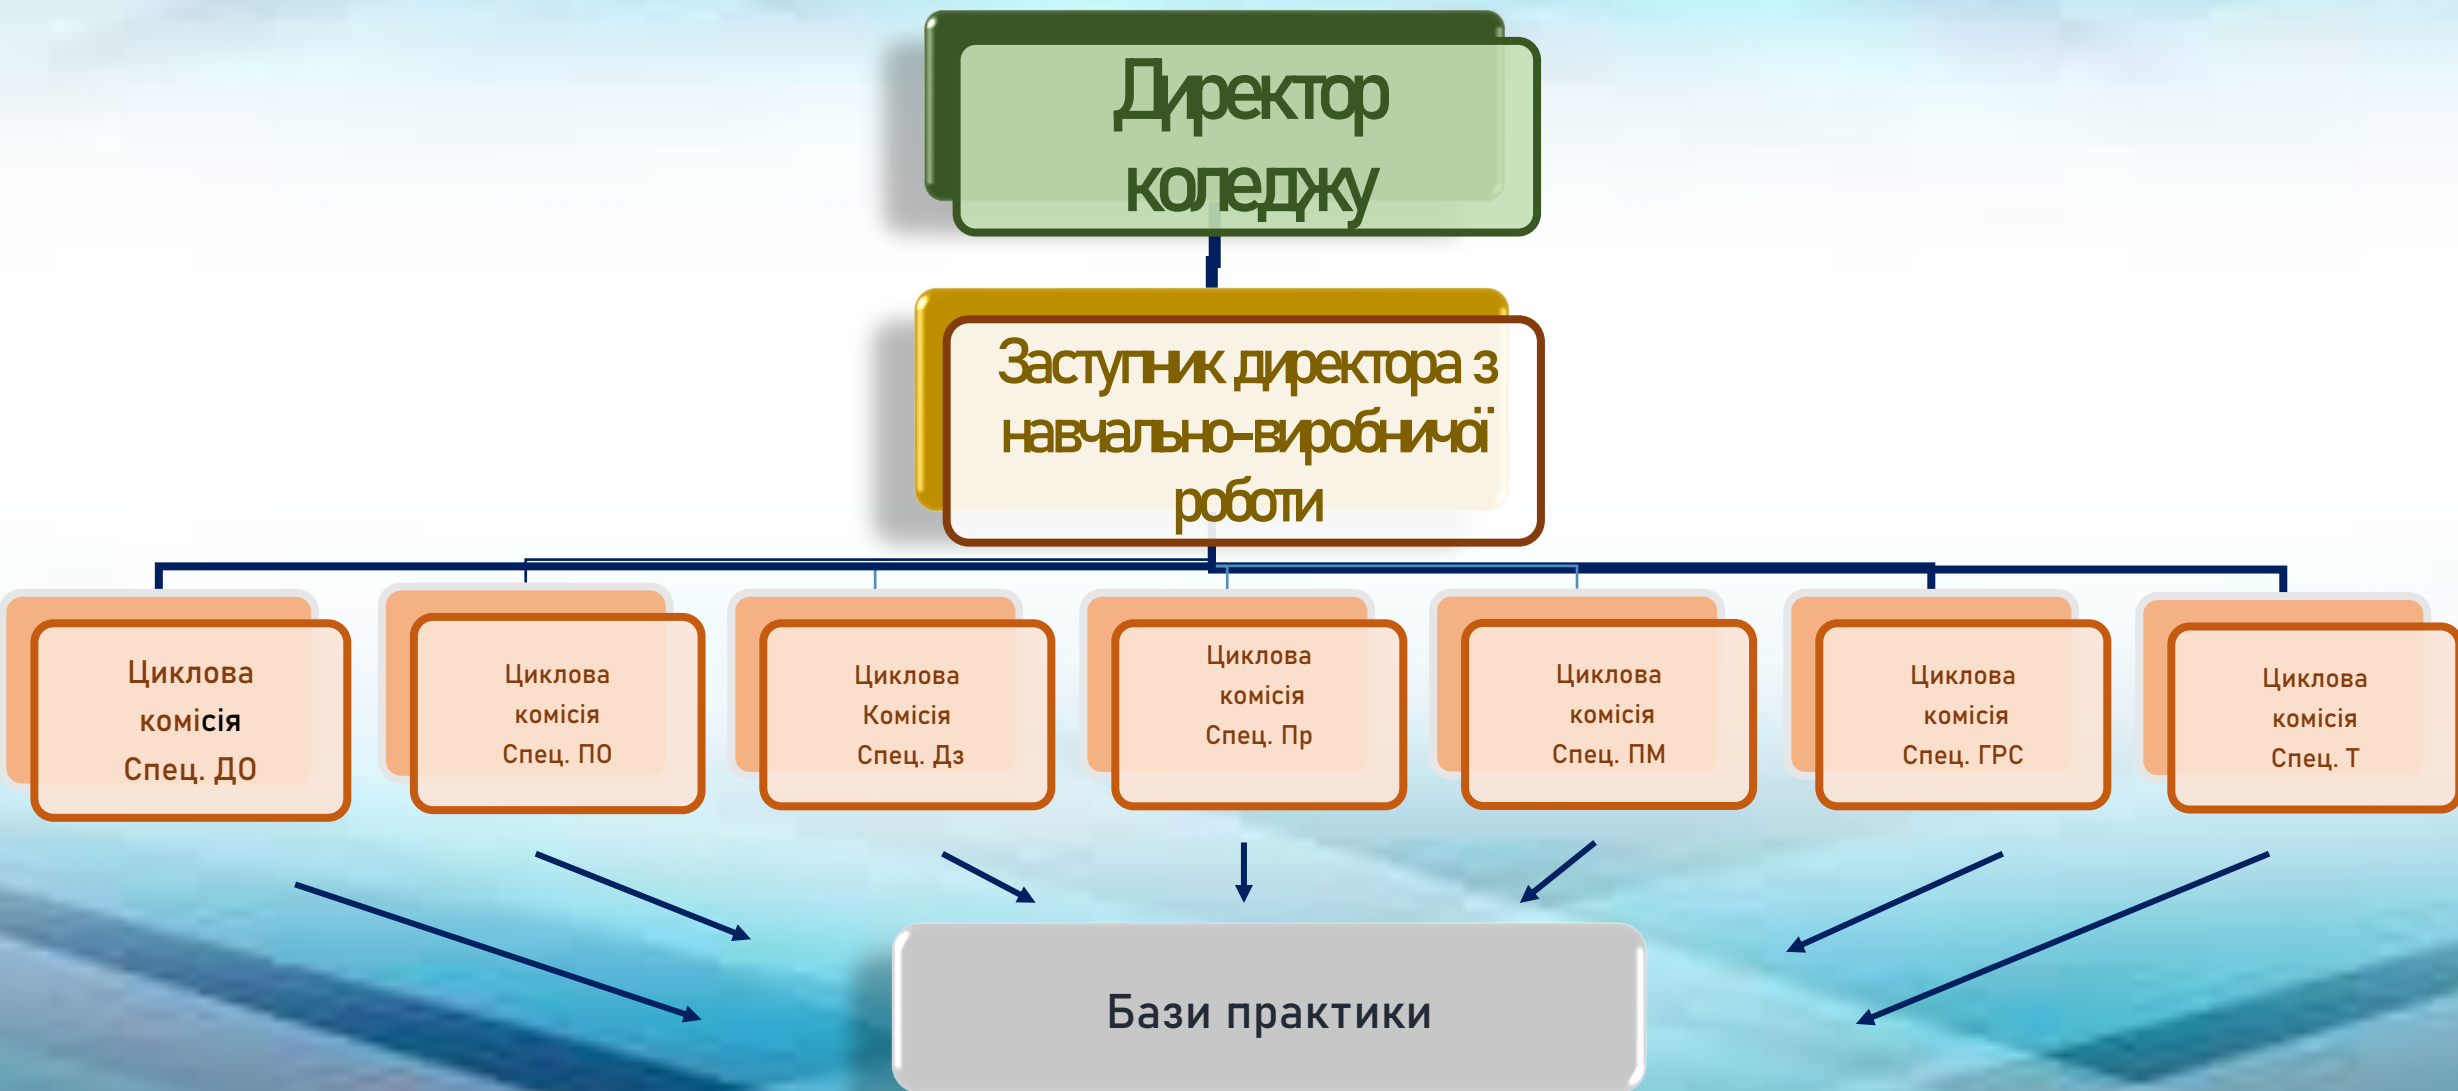 Директор
коледжу
Заступник директора з
навчально-виробничої
роботи
Циклова
комісія
Спец. ДО
Циклова
комісія
Спец. ПО
Циклова
Комісія
Спец. Дз
Циклова
комісія
Спец. Пр
Циклова
комісія
Спец. ПМ
Циклова
комісія
Спец. ГРС
Циклова
комісія
Спец. Т
Бази практики